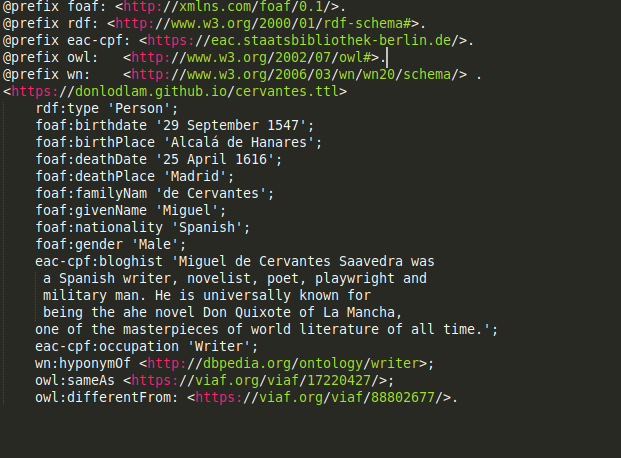 @prefix foaf: <http://xmlns.com/foaf/0.1/>.
@prefix rdf: <http://www.w3.org/2000/01/rdf-schema#>.
@prefix eac-cpf: <https://eac.staatsbibliothek-berlin.de/>.
@prefix owl:   <http://www.w3.org/2002/07/owl#>.
@prefix wn:    <http://www.w3.org/2006/03/wn/wn20/schema/> .
<https://donlodlam.github.io/cervantes.ttl>
    rdf:type 'Person';
    foaf:birthdate '29 September 1547';
    foaf:birthPlace 'Alcalá de Hanares';
    foaf:deathDate '25 April 1616';
    foaf:deathPlace 'Madrid';
    foaf:familyNam 'de Cervantes';
    foaf:givenName 'Miguel';
    foaf:nationality 'Spanish';
    foaf:gender 'Male';
    eac-cpf:bloghist 'Miguel de Cervantes Saavedra was
     a Spanish writer, novelist, poet, playwright and
     military man. He is universally known for
     being the ahe novel Don Quixote of La Mancha,
    one of the masterpieces of world literature of all time.';
    eac-cpf:occupation 'Writer';
    wn:hyponymOf <http://dbpedia.org/ontology/writer>;
    owl:sameAs <https://viaf.org/viaf/17220427/>;
    owl:differentFrom: <https://viaf.org/viaf/88802677/>.